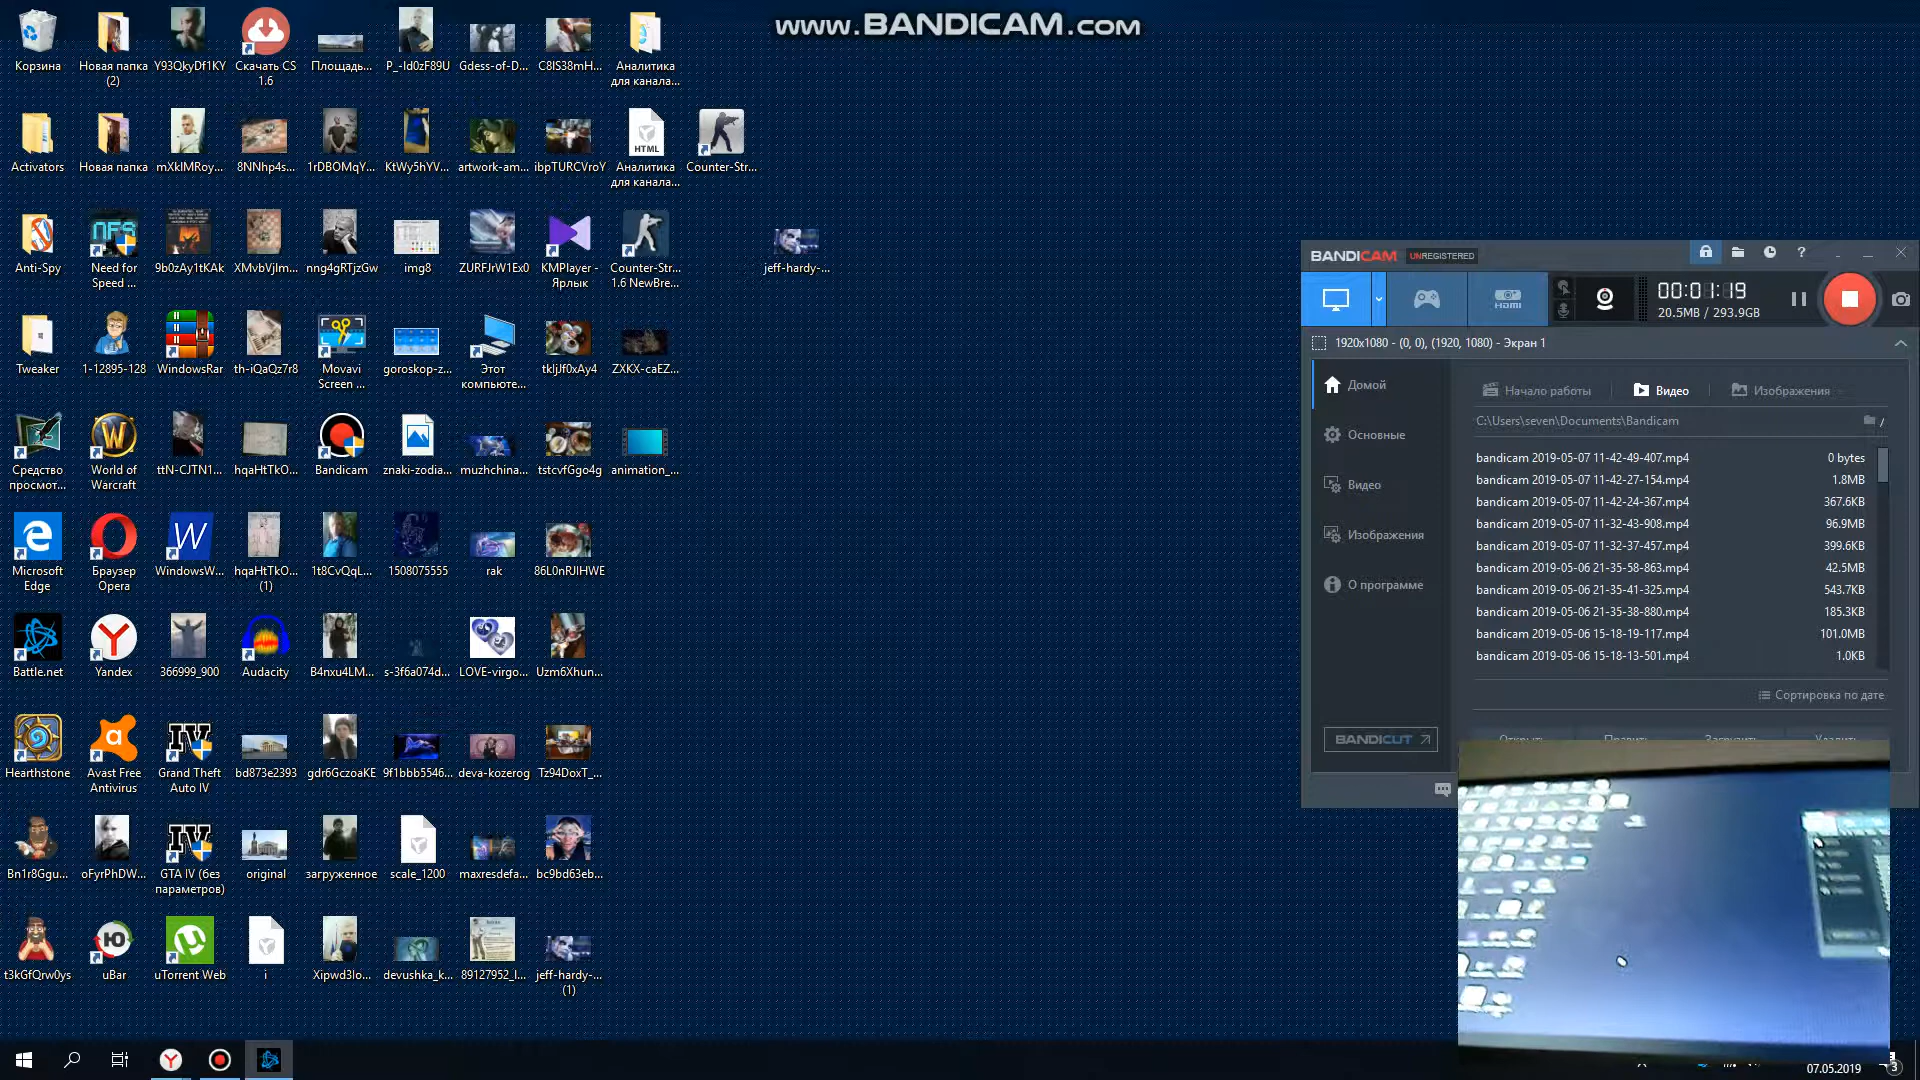 www.BANDICAM.com
Корзина
Новая папка
(2)
Y93QkyDf1KY
Скачать CS
1.6
Площадь...
P_-Id0zF89U
Gdess-of-D...
C8IS38mH...
Аналитика
для канала...
Activators
Новая папка
mXkIMRoy...
8NNhp4s...
1rDBOMqY...
KtWy5hYV...
artwork-am...
ibpTURCVroY
HTML
Аналитика
для канала...
Counter-Str...
Anti-Spy
Need for
Speed ...
9b0zAy1tKAk
XMvbVjIm...
nng4gRTjzGw
img8
ZURFJrW1Ex0
KMPlayer -
Ярлык
Counter-Str...
1.6 NewBre...
jeff-hardy-...
Tweaker
1-12895-128
WindowsRar
th-iQaQz7r8
Movavi
Screen ...
goroskop-z...
Этот
компьюте...
tkljJf0xAy4
ZXKX-caEZ...
Средство
просмот...
World of
Warcraft
ttN-CJTN1...
hqaHtTkO...
Bandicam
znaki-zodia...
muzhchina...
tstcvfGgo4g
animation_...
Microsoft
Edge
Браузер
Opera
WindowsW...
hqaHtTkO...
(1)
1t8CvQqL...
1508075555
rak
86L0nRJIHWE
Battle.net
Yandex
366999_900
Audacity
B4nxu4LM...
s-3f6a074d...
LOVE-virgo...
Uzm6Xhun...
Hearthstone
Avast Free
Antivirus
Grand Theft
Auto IV
bd873e2393
gdr6GczoaKE
9f1bbb5546...
deva-kozerog
Tz94DoxT_...
Bn1r8Ggu...
oFyrPhDW...
GTA IV (без
параметров)
original
загруженное
scale_1200
maxresdefa...
bc9bd63eb...
t3kGfQrw0ys
uBar
uTorrent Web
i
Xipwd3lo...
devushka_k...
89127952_l...
jeff-hardy-...
(1)
BANDICAM UNREGISTERED
HDMI
00:01:19
20.5MB / 293.9GB
1920x1080 - (0, 0), (1920, 1080) - Экран 1
Домой
Основные
Видео
Изображения
О программе
BANDICUT
Начало работы
Видео
Изображения
C:\Users\seven\Documents\Bandicam
bandicam 2019-05-07 11-42-49-407.mp4 0 bytes
bandicam 2019-05-07 11-42-27-154.mp4 1.8MB
bandicam 2019-05-07 11-42-24-367.mp4 367.6KB
bandicam 2019-05-07 11-32-43-908.mp4 96.9MB
bandicam 2019-05-07 11-32-37-457.mp4 399.6KB
bandicam 2019-05-06 21-35-58-863.mp4 42.5MB
bandicam 2019-05-06 21-35-41-325.mp4 543.7KB
bandicam 2019-05-06 21-35-38-880.mp4 185.3KB
bandicam 2019-05-06 15-18-19-117.mp4 101.0MB
bandicam 2019-05-06 15-18-13-501.mp4 1.0KB
Сортировка по дате
07.05.2019
3